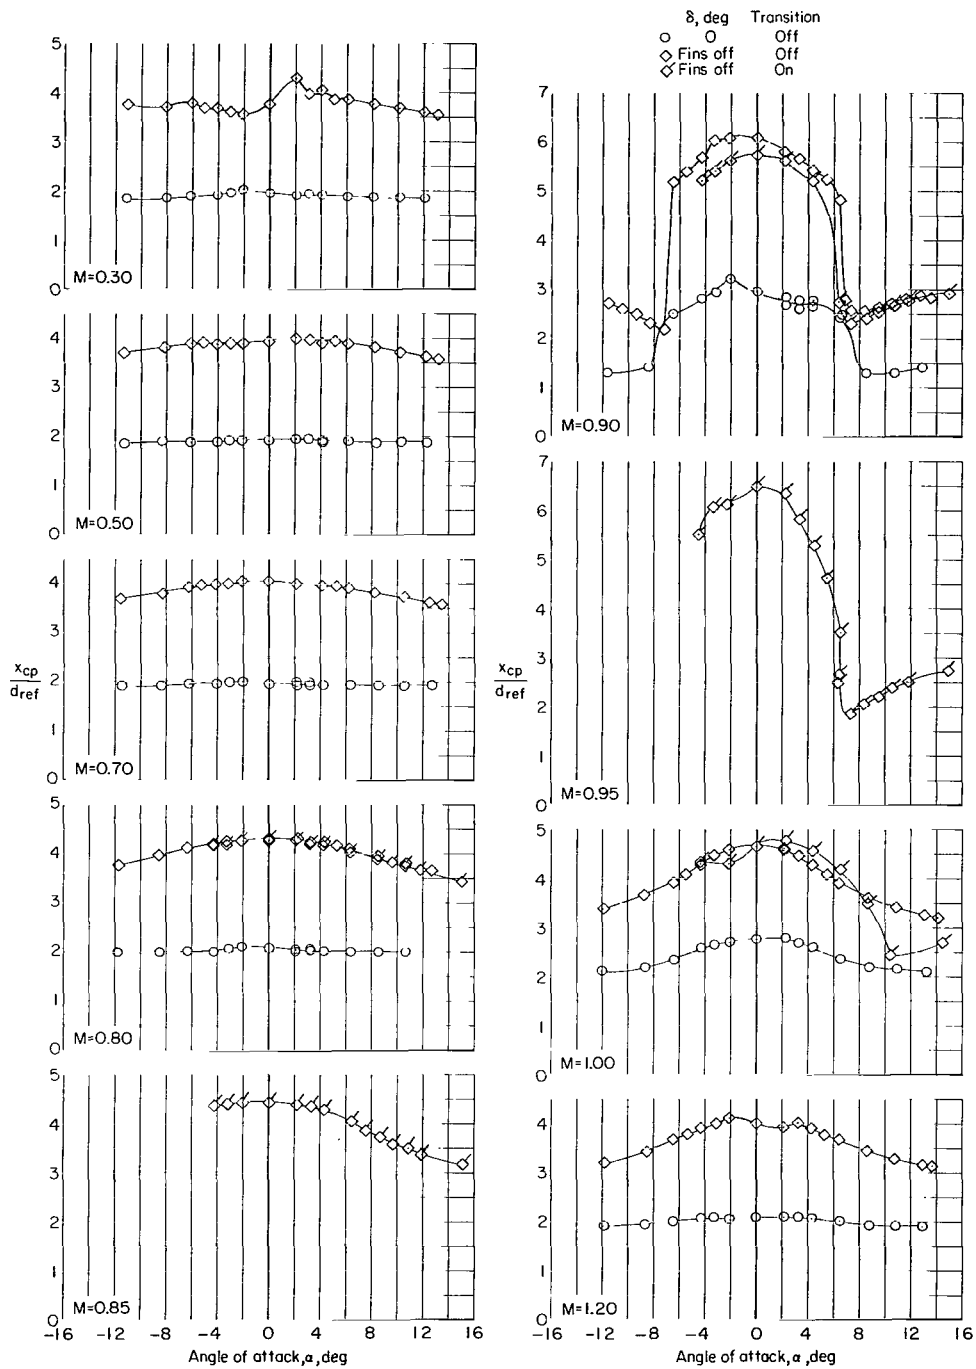 δ, deg Transition
O Off
Fins off Off
Fins off On
5
4
3
2
1
0
M=0.30
4
3
2
1
0
M=0.50
4
3
2
1
0
M=0.70
xcp
dref
5
4
3
2
1
0
M=0.80
5
4
3
2
1
0
M=0.85
-16 -12 -8 -4 0 4 8 12 16
Angle of attack, α, deg
7
6
5
4
3
2
1
0
M=0.90
7
6
5
4
3
2
1
0
M=0.95
xcp
dref
5
4
3
2
1
0
M=1.00
4
3
2
1
0
M=1.20
-16 -12 -8 -4 0 4 8 12 16
Angle of attack, α, deg